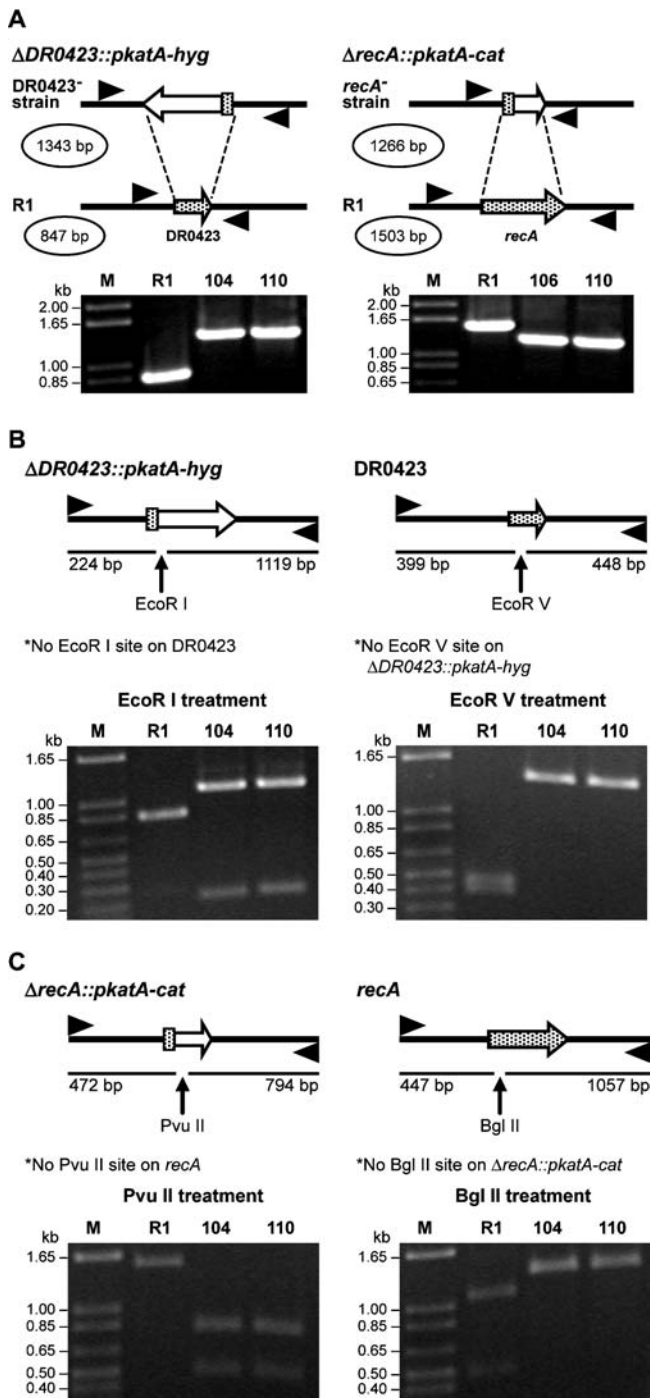 A
ΔDR0423::pkatA-hyg
DR0423-
strain
1343 bp
R1
847 bp
DR0423
kb
M R1 104 110
2.00
1.65
1.00
0.85
ΔrecA::pkatA-cat
recA-
strain
1266 bp
R1
1503 bp
recA
kb
M R1 106 110
2.00
1.65
1.00
0.85
0.65
B
ΔDR0423::pkatA-hyg
224 bp 1119 bp
EcoR I
*No EcoR I site on DR0423
EcoR I treatment
kb
M R1 104 110
1.65
1.00
0.85
0.65
0.50
0.40
0.30
0.20
DR0423
399 bp 448 bp
EcoR V
*No EcoR V site on
ΔDR0423::pkatA-hyg
EcoR V treatment
kb
M R1 104 110
1.65
1.00
0.85
0.65
0.50
0.40
0.30
C
ΔrecA::pkatA-cat
472 bp 794 bp
Pvu II
*No Pvu II site on recA
Pvu II treatment
kb
M R1 104 110
1.65
1.00
0.85
0.65
0.50
0.40
recA
447 bp 1057 bp
Bgl II
*No Bgl II site on ΔrecA::pkatA-cat
Bgl II treatment
kb
M R1 104 110
1.65
1.00
0.85
0.65
0.50
0.40